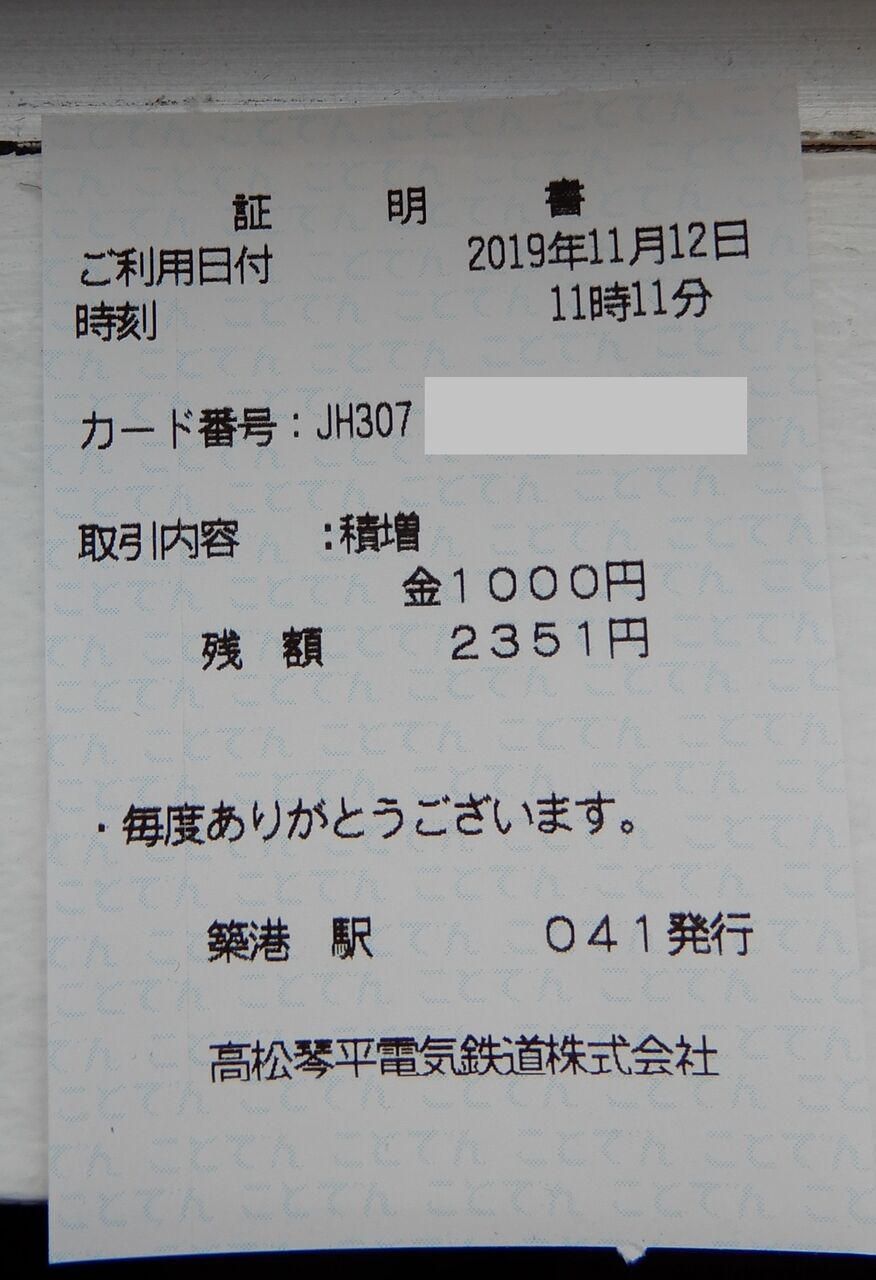 証 明 書
ご利用日付 2019年11月12日
時刻 11時11分
カード番号：JH307
取引内容 ：積増
金１０００円
残 額 ２３５１円
・毎度ありがとうございます。
築港 駅 ０４１発行
高松琴平電気鉄道株式会社